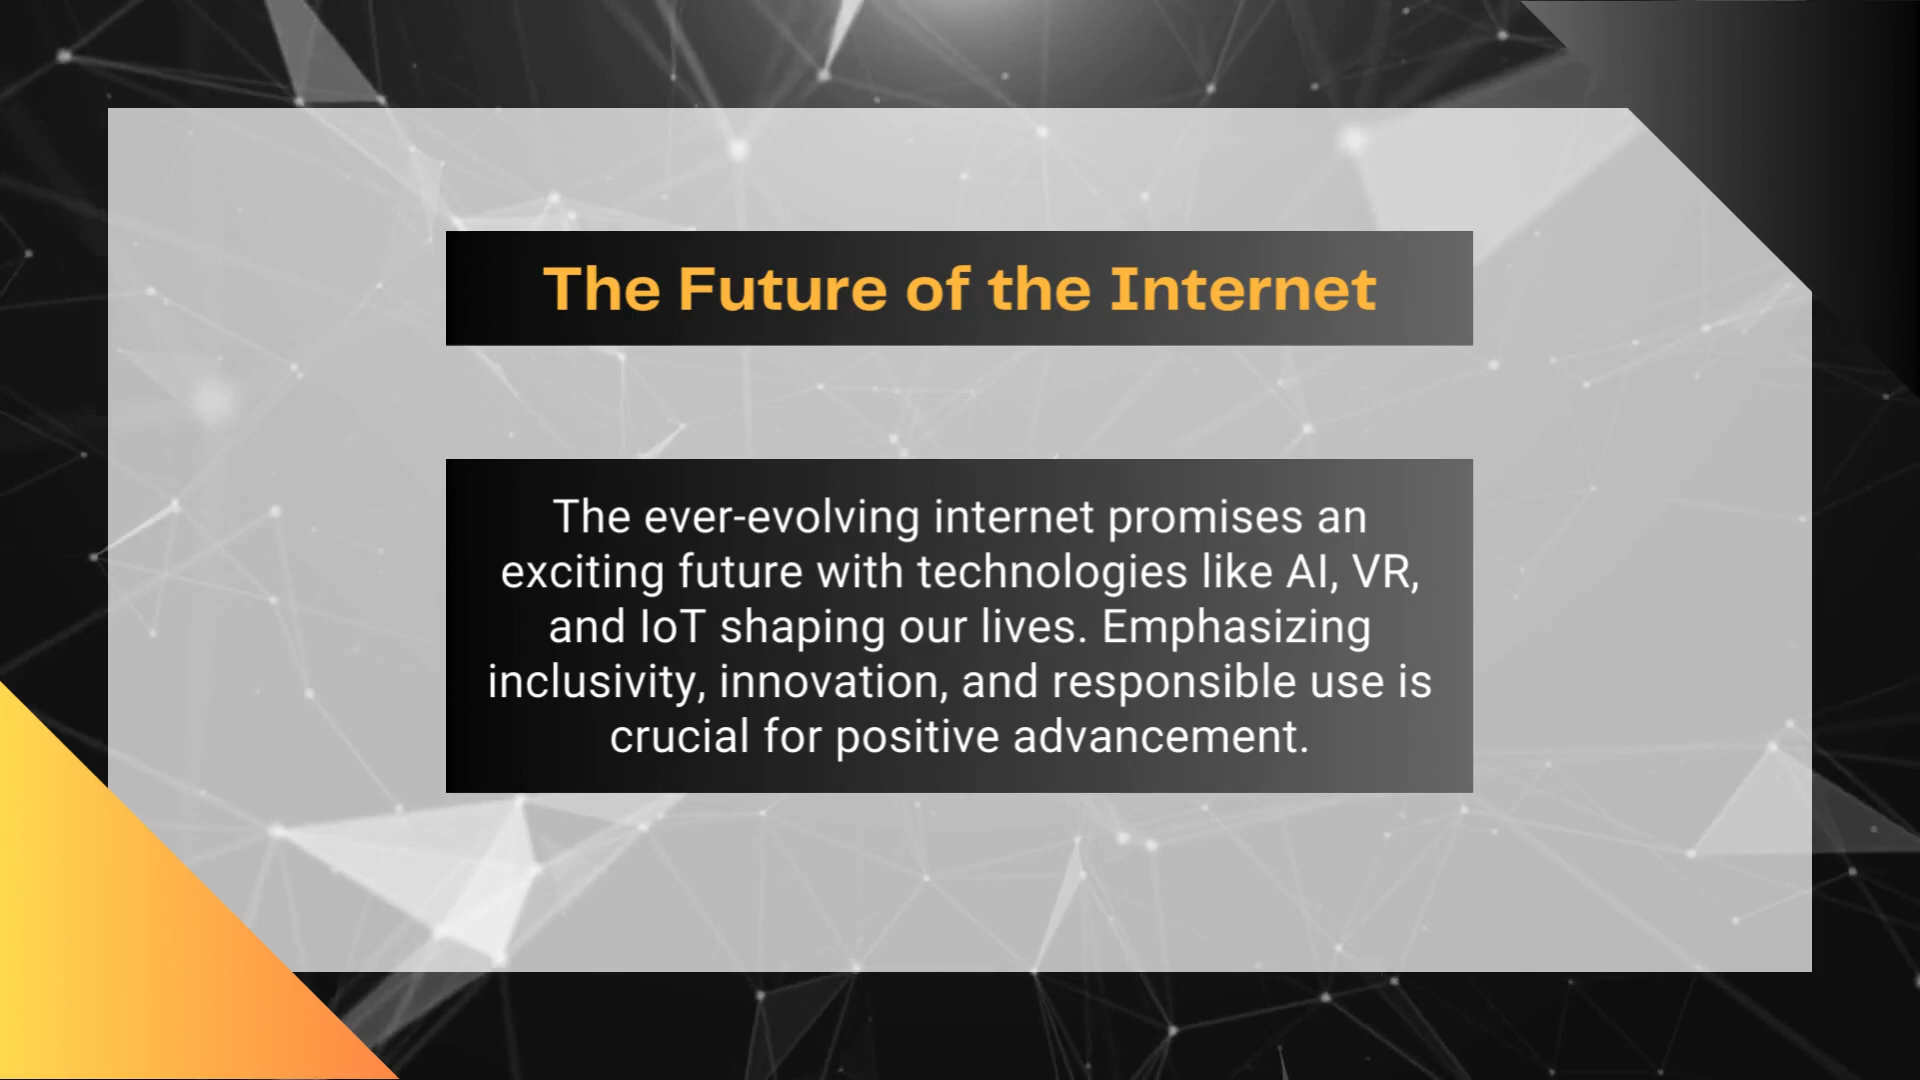 The Future of the Internet
The ever-evolving internet promises an
exciting future with technologies like AI, VR,
and IoT shaping our lives. Emphasizing
inclusivity, innovation, and responsible use is
crucial for positive advancement.